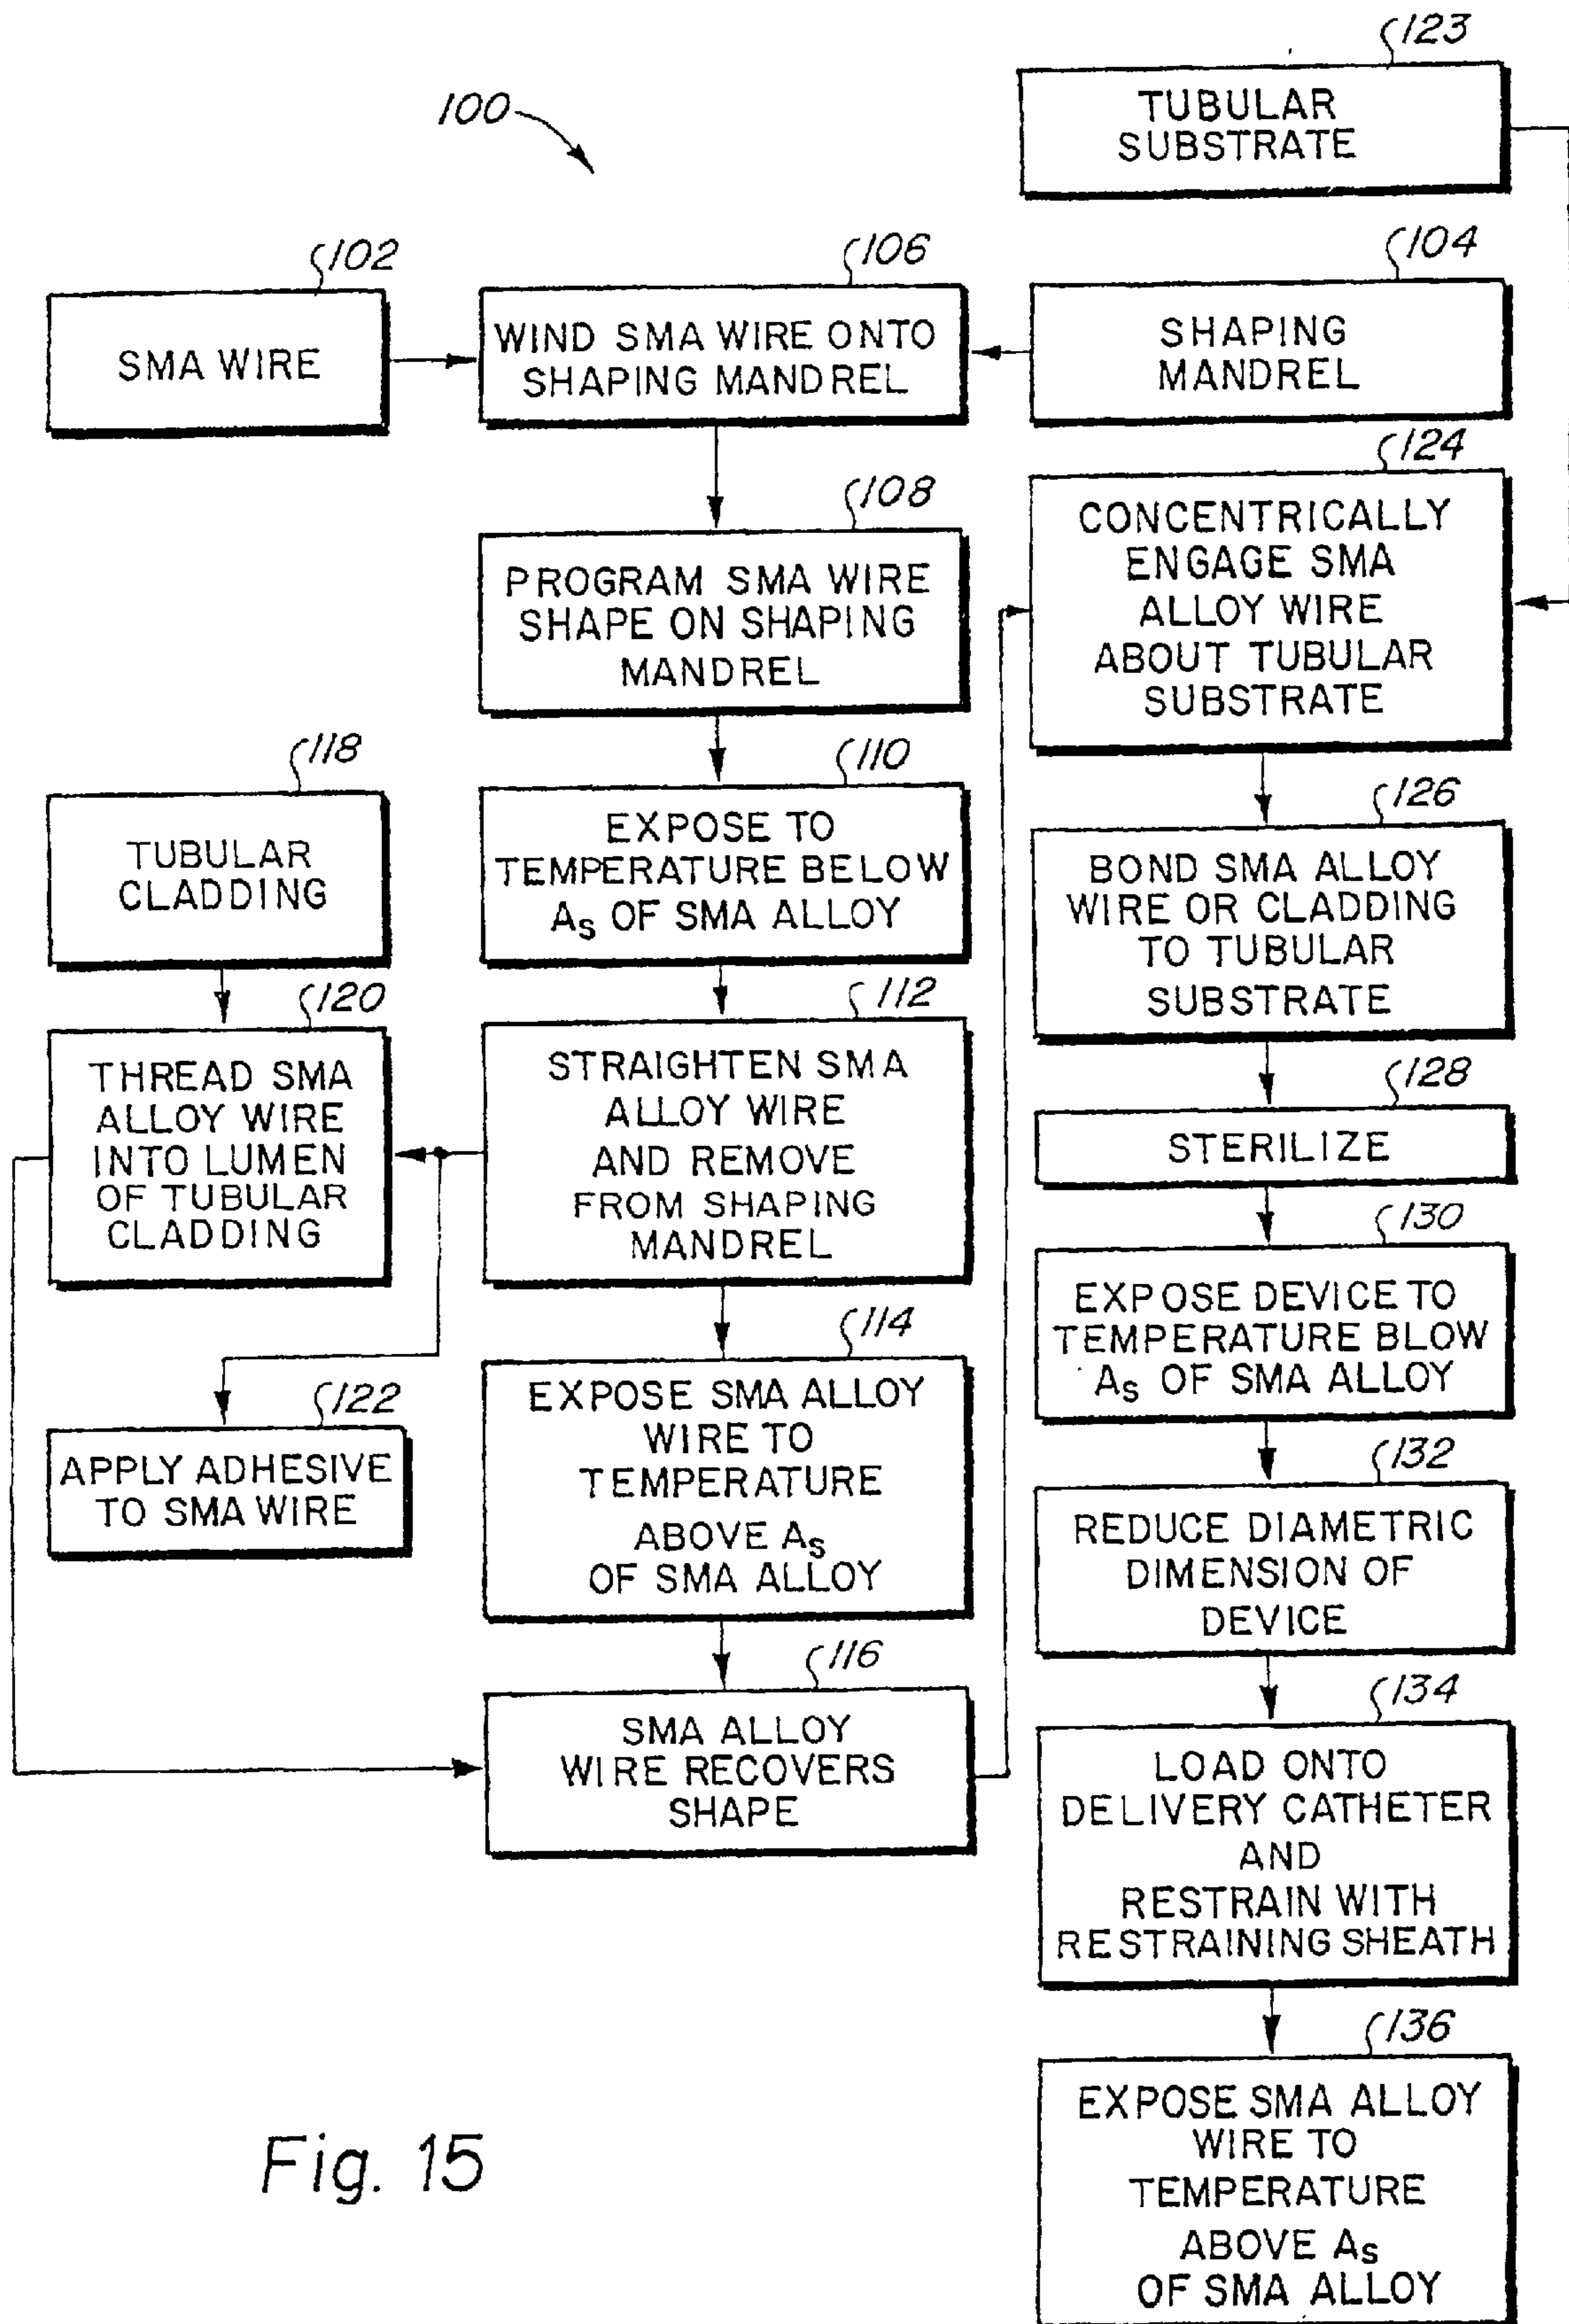 123
TUBULAR
SUBSTRATE
100
102
SMA WIRE
106
WIND SMA WIRE ONTO
SHAPING MANDREL
104
SHAPING
MANDREL
108
PROGRAM SMA WIRE
SHAPE ON SHAPING
MANDREL
110
EXPOSE TO
TEMPERATURE BELOW
As OF SMA ALLOY
112
STRAIGHTEN SMA
ALLOY WIRE
AND REMOVE
FROM SHAPING
MANDREL
118
TUBULAR
CLADDING
120
THREAD SMA
ALLOY WIRE
INTO LUMEN
OF TUBULAR
CLADDING
122
APPLY ADHESIVE
TO SMA WIRE
114
EXPOSE SMA ALLOY
WIRE TO
TEMPERATURE
ABOVE As
OF SMA ALLOY
116
SMA ALLOY
WIRE RECOVERS
SHAPE
124
CONCENTRICALLY
ENGAGE SMA
ALLOY WIRE
ABOUT TUBULAR
SUBSTRATE
126
BOND SMA ALLOY
WIRE OR CLADDING
TO TUBULAR
SUBSTRATE
128
STERILIZE
130
EXPOSE DEVICE TO
TEMPERATURE BLOW
As OF SMA ALLOY
132
REDUCE DIAMETRIC
DIMENSION OF
DEVICE
134
LOAD ONTO
DELIVERY CATHETER
AND
RESTRAIN WITH
RESTRAINING SHEATH
136
EXPOSE SMA ALLOY
WIRE TO
TEMPERATURE
ABOVE As
OF SMA ALLOY
Fig. 15